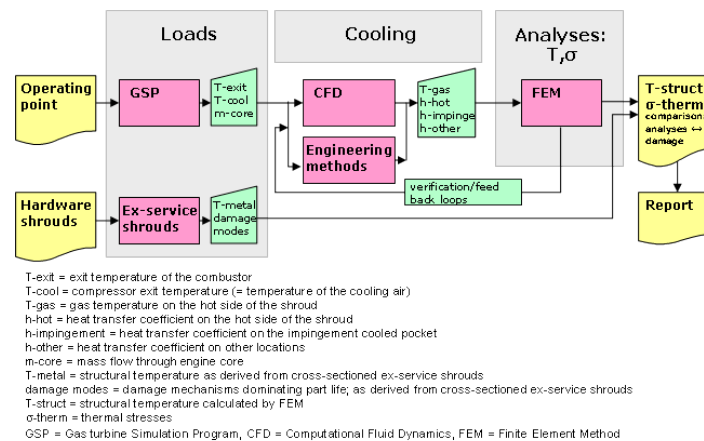 Loads
Cooling
Analyses:
T,σ
Operating
point
GSP
T-exit
T-cool
m-core
CFD
Engineering
methods
T-gas
h-hot
h-impinge
h-other
FEM
T-struct
σ-therm
comparison
analyses ↔
damage
verification/feed
back loops
Hardware
shrouds
Ex-service
shrouds
T-metal
damage
modes
Report
T-exit = exit temperature of the combustor
T-cool = compressor exit temperature (= temperature of the cooling air)
T-gas = gas temperature on the hot side of the shroud
h-hot = heat transfer coefficient on the hot side of the shroud
h-impingement = heat transfer coefficient on the impingement cooled pocket
h-other = heat transfer coefficient on other locations
m-core = mass flow through engine core
T-metal = structural temperature as derived from cross-sectioned ex-service shrouds
damage modes = damage mechanisms dominating part life; as derived from cross-sectioned ex-service shrouds
T-struct = structural temperature calculated by FEM
σ-therm = thermal stresses
GSP = Gas turbine Simulation Program, CFD = Computational Fluid Dynamics, FEM = Finite Element Method